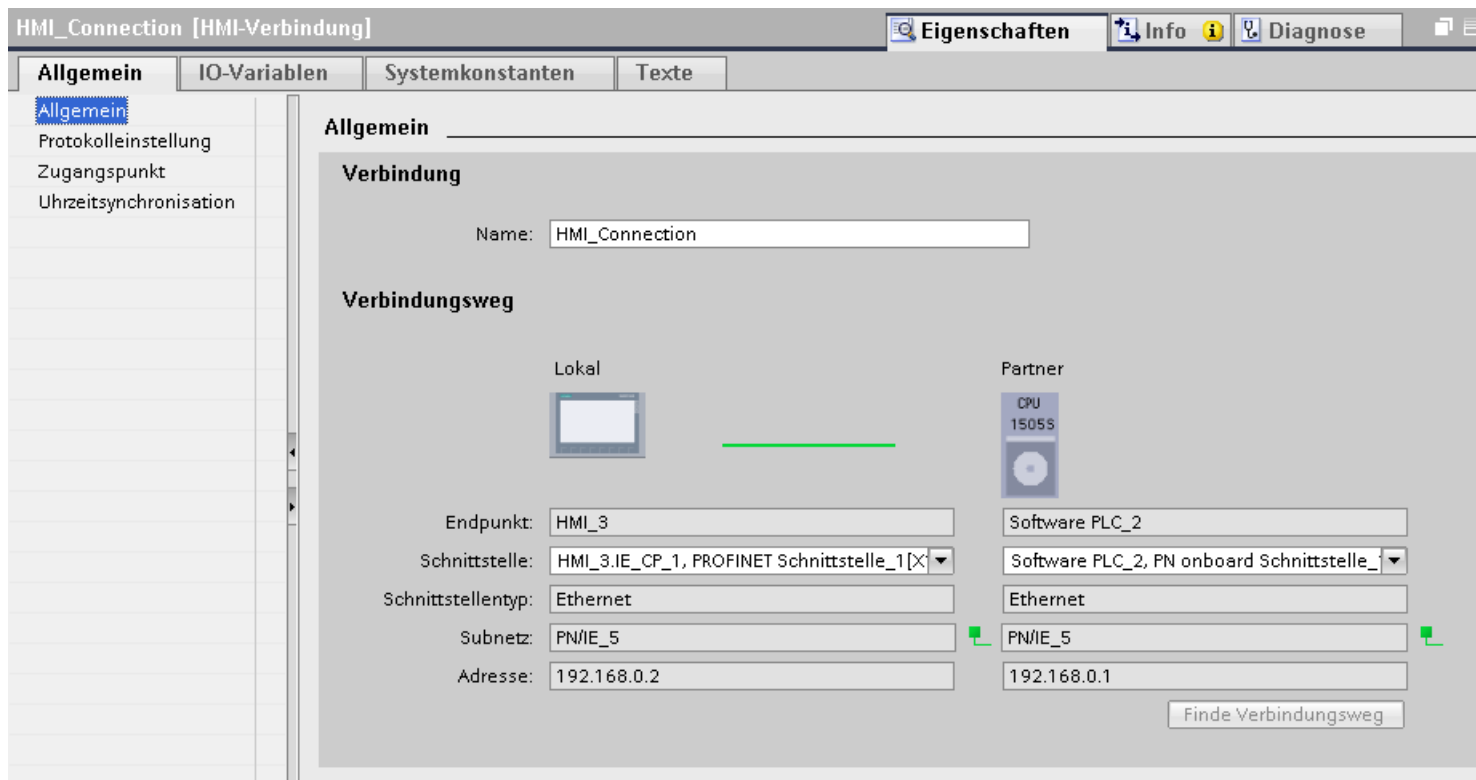 HMI_Connection [HMI-Verbindung]
Eigenschaften
Info
Diagnose
Allgemein
IO-Variablen
Systemkonstanten
Texte
Allgemein
Protokolleinstellung
Zugangspunkt
Uhrzeitsynchronisation
Allgemein
Verbindung
Name: HMI_Connection
Verbindungsweg
Lokal Partner
CPU
1505S
Endpunkt: HMI_3 Software PLC_2
Schnittstelle: HMI_3.IE_CP_1, PROFINET Schnittstelle_1[X Software PLC_2, PN onboard Schnittstelle_
Schnittstellentyp: Ethernet Ethernet
Subnetz: PN/IE_5 PN/IE_5
Adresse: 192.168.0.2 192.168.0.1
Finde Verbindungsweg